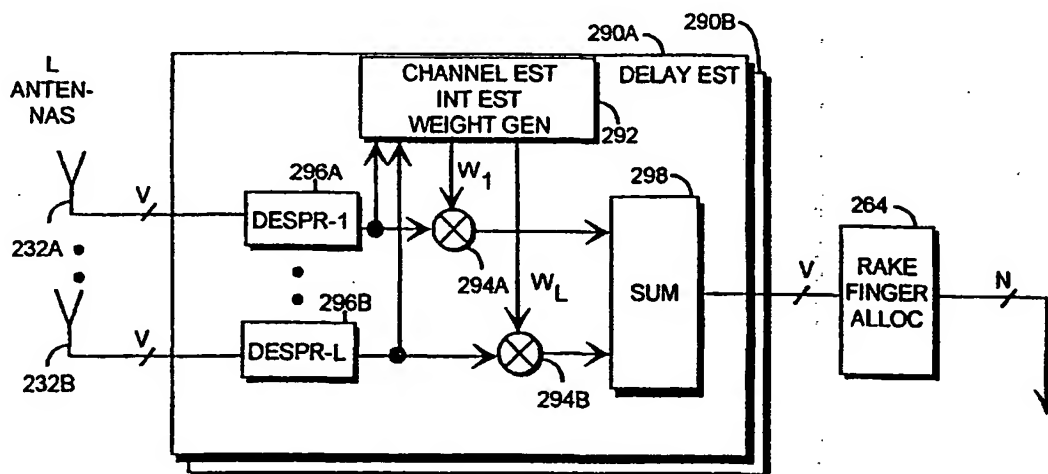 290B
290A
L
ANTEN-
NAS
CHANNEL EST
INT EST
WEIGHT GEN
DELAY EST
292
296A
V
DESPR-1
W1
298
264
232A
294A
SUM
V
RAKE
FINGER
ALLOC
N
296B
WL
V
DESPR-L
232B
294B